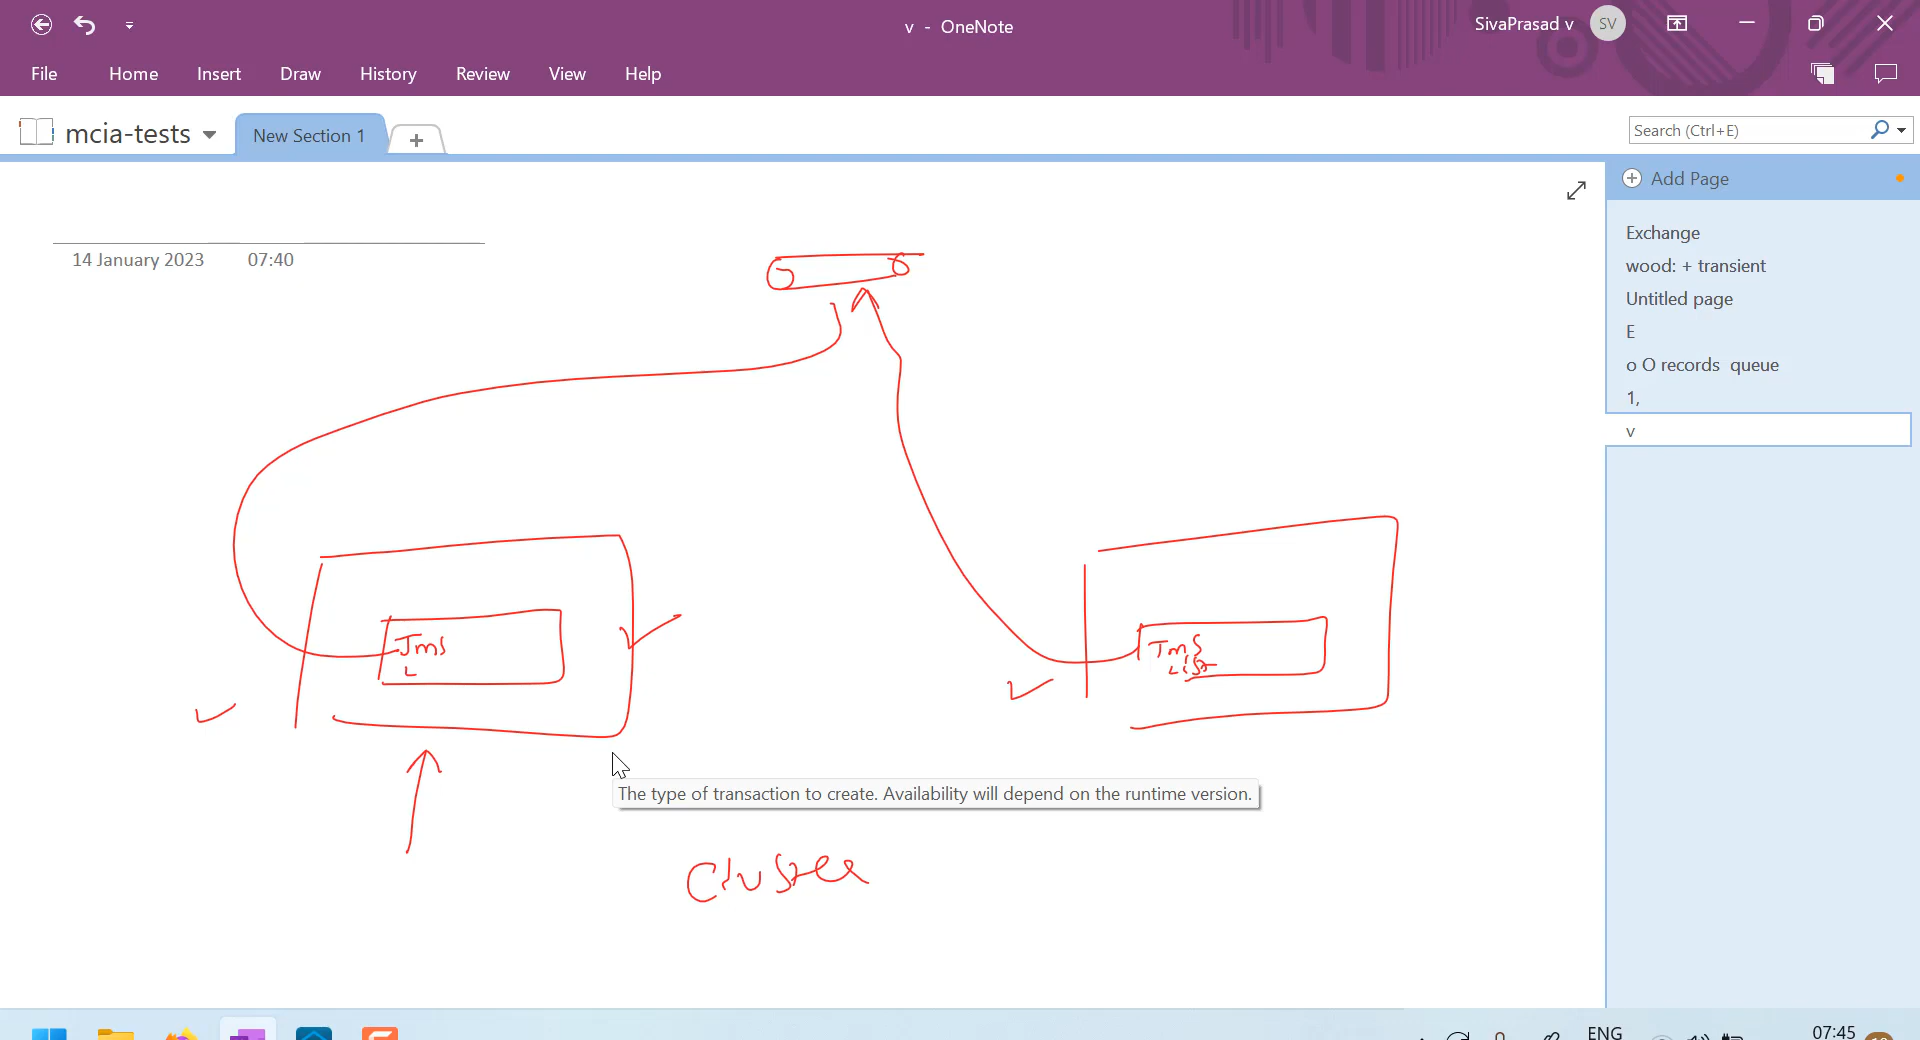 v - OneNote
SivaPrasad v SV
File Home Insert Draw History Review View Help
mcia-tests New Section 1 +
Search (Ctrl+E)
Add Page
14 January 2023 07:40
Exchange
wood: + transient
Untitled page
E
o O records queue
1,
v
Jms
L
Jms
List
The type of transaction to create. Availability will depend on the runtime version.
Cluster
ENG
07:45